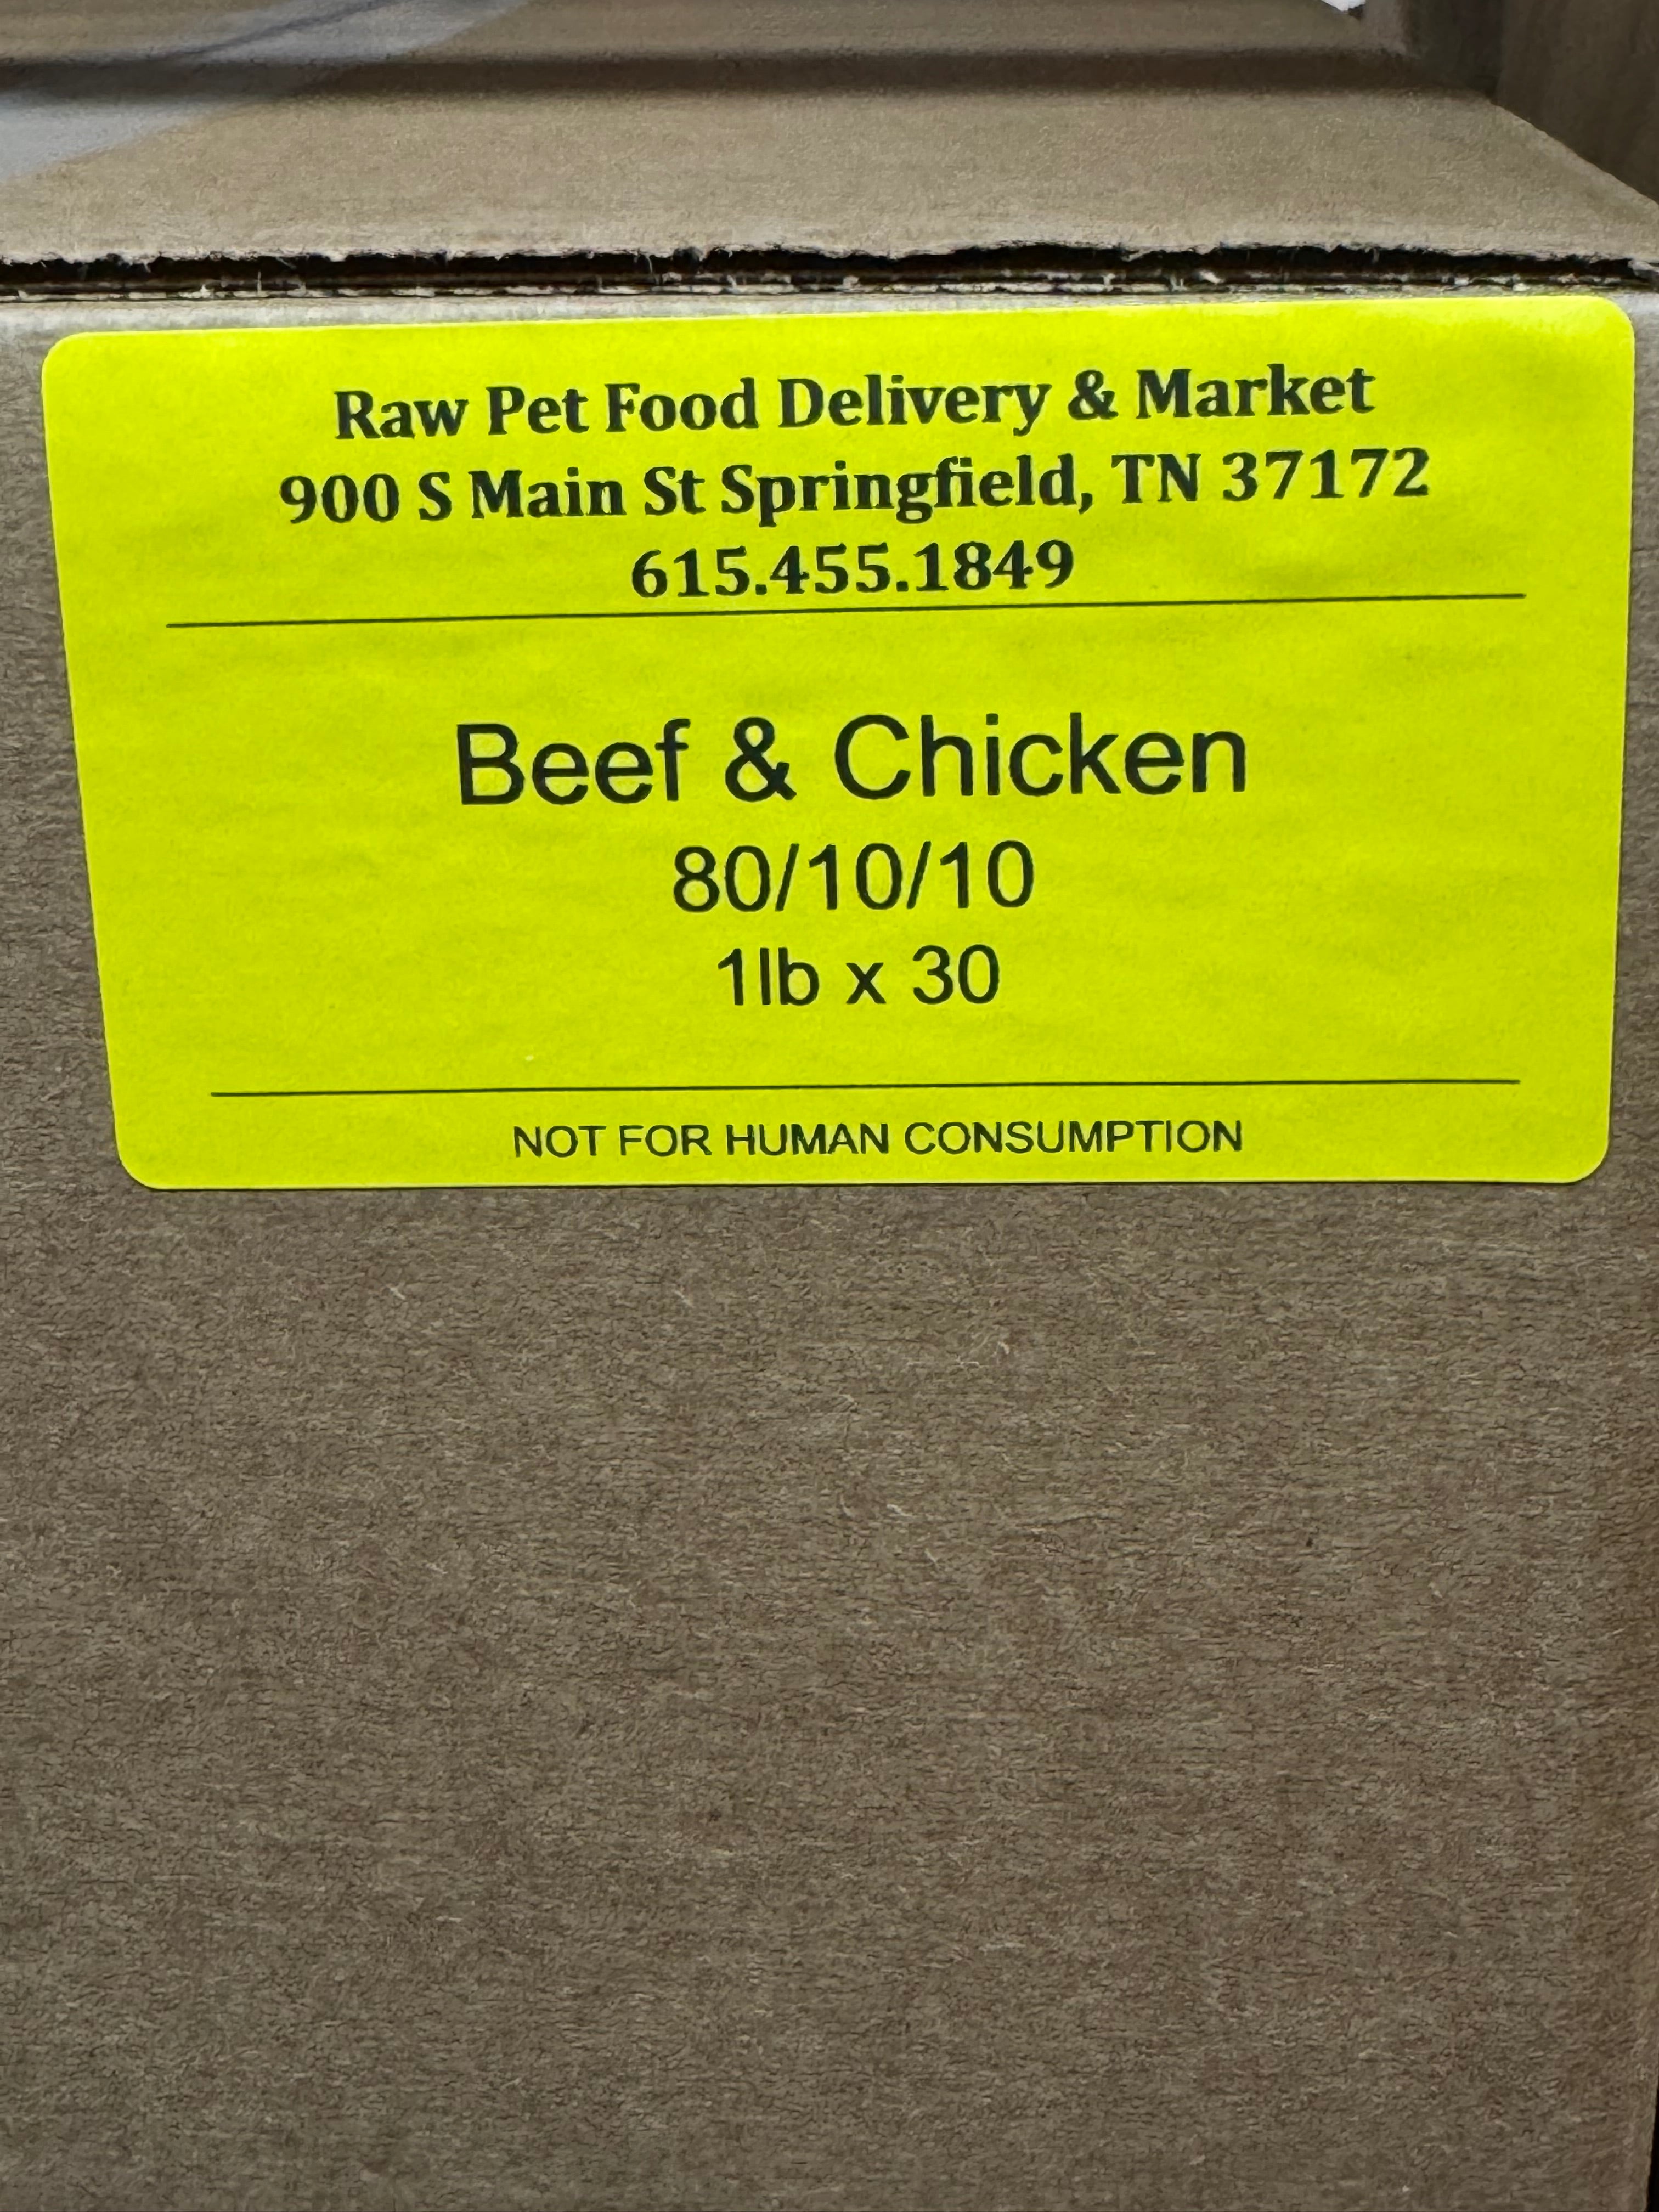 Raw Pet Food Delivery & Market
900 S Main St Springfield, TN 37172
615.455.1849
Beef & Chicken
80/10/10
1lb x 30
NOT FOR HUMAN CONSUMPTION